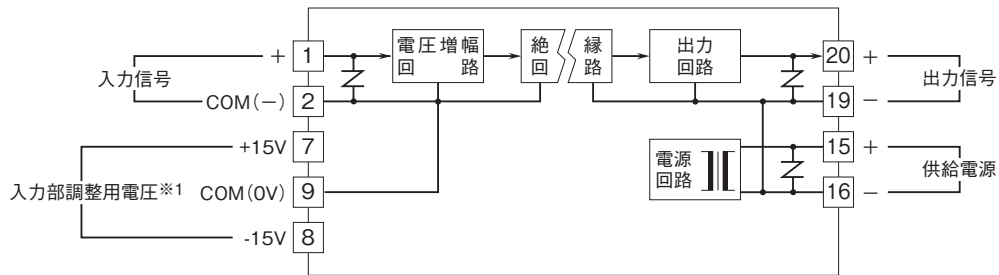 入力信号
+ 1
COM(-) 2
+15V 7
入力部調整用電圧※1
COM(0V) 9
-15V 8
電圧増幅
回路
絶縁
回路
出力
回路
電源
回路
20 +
出力信号
19 -
15 +
供給電源
16 -